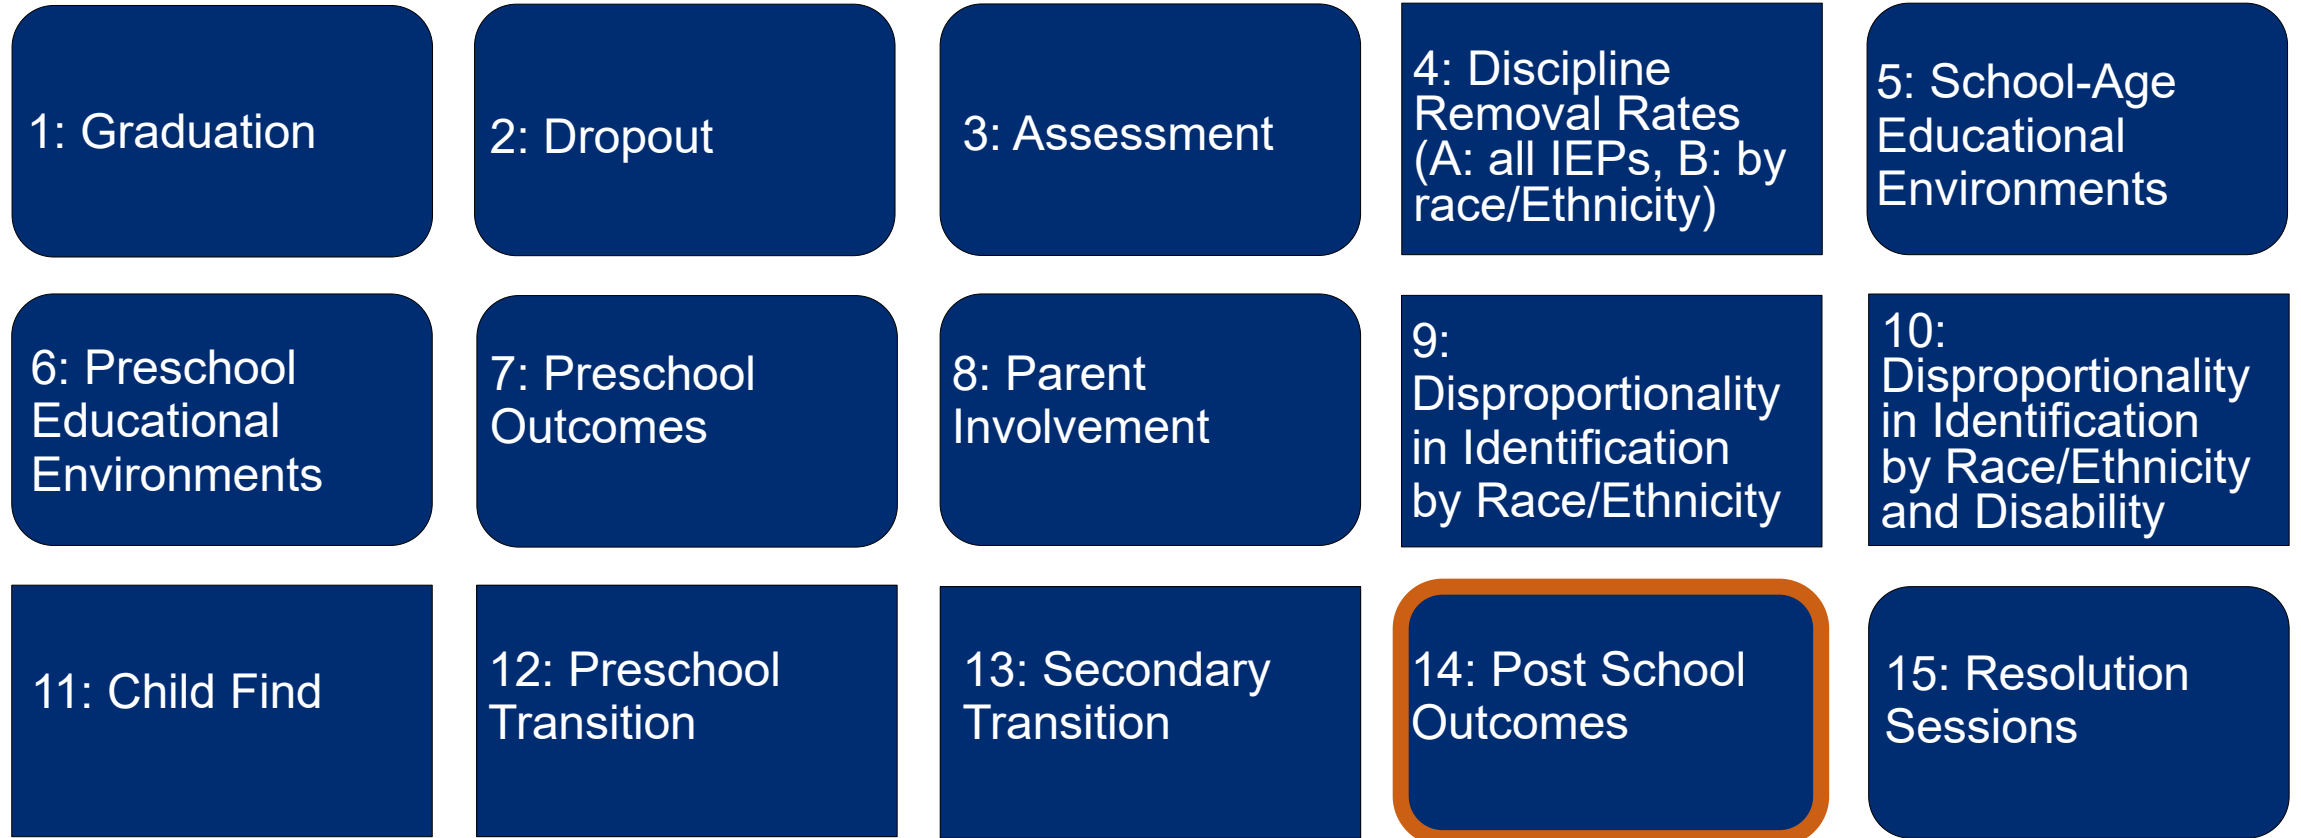 1: Graduation
2: Dropout
3: Assessment
4: Discipline
Removal Rates
(A: all IEPs, B: by
race/Ethnicity)
5: School-Age
Educational
Environments
6: Preschool
Educational
Environments
7: Preschool
Outcomes
8: Parent
Involvement
9:
Disproportionality
in Identification
by Race/Ethnicity
10:
Disproportionality
in Identification
by Race/Ethnicity
and Disability
11: Child Find
12: Preschool
Transition
13: Secondary
Transition
14: Post School
Outcomes
15: Resolution
Sessions